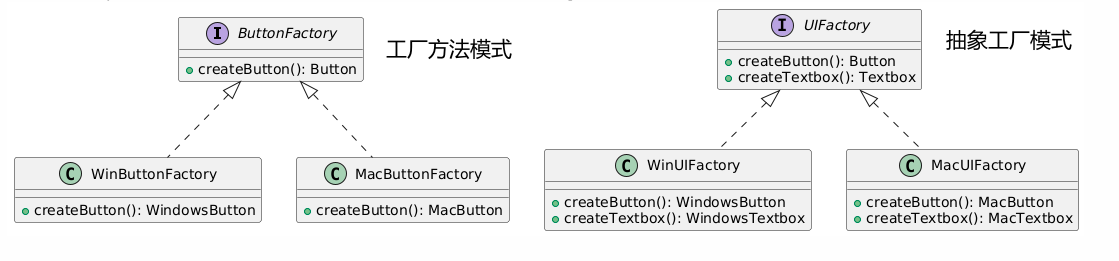 I ButtonFactory
createButton(): Button
工厂方法模式
C WinButtonFactory
createButton(): WindowsButton
C MacButtonFactory
createButton(): MacButton
I UIFactory
createButton(): Button
createTextbox(): Textbox
抽象工厂模式
C WinUIFactory
createButton(): WindowsButton
createTextbox(): WindowsTextbox
C MacUIFactory
createButton(): MacButton
createTextbox(): MacTextbox